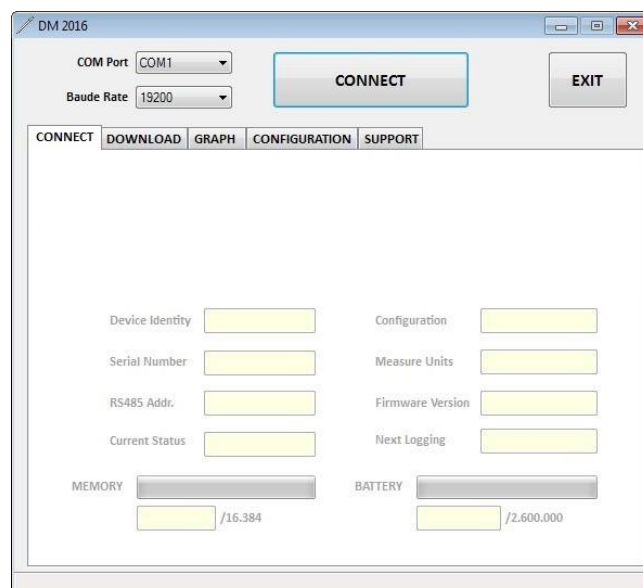 DM 2016
COM Port COM1
CONNECT
EXIT
Baude Rate 19200
CONNECT DOWNLOAD GRAPH CONFIGURATION SUPPORT
Device Identity Configuration
Serial Number Measure Units
RS485 Addr. Firmware Version
Current Status Next Logging
MEMORY BATTERY
/16.384 /2.600.000